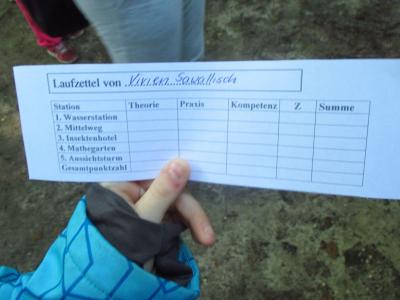 Laufzettel von Vivien Sawallisch
Station Theorie Praxis Kompetenz Z Summe
1. Wasserstation
2. Mittelweg
3. Insektenhotel
4. Mathegarten
5. Aussichtsturm
Gesamtpunktzahl